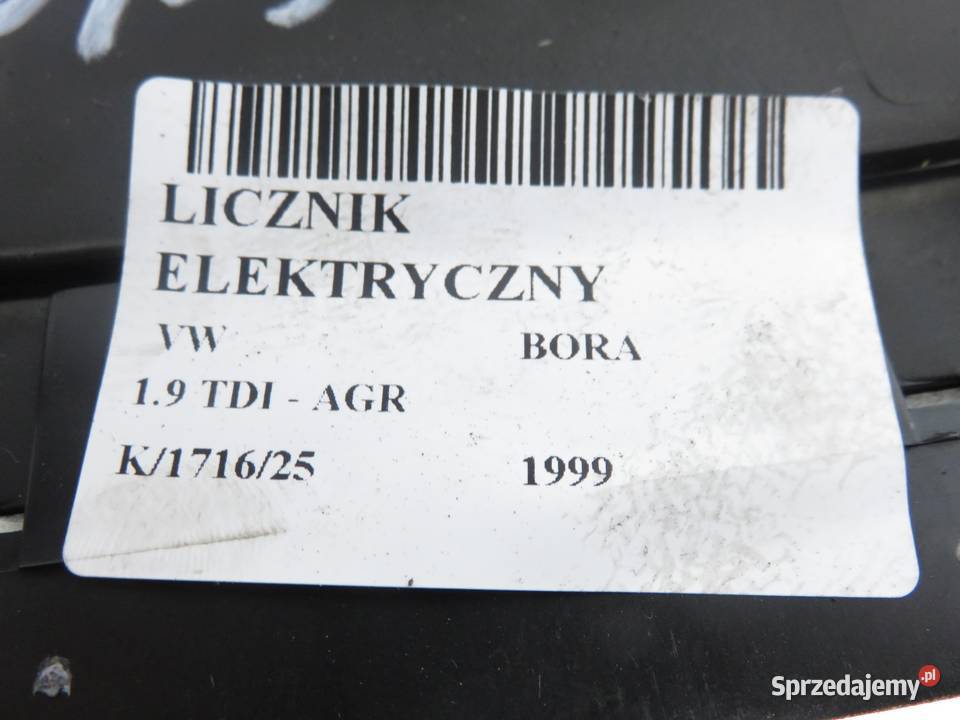 LICZNIK
ELEKTRYCZNY
VW BORA
1.9 TDI - AGR
K/1716/25 1999
Sprzedajemy.pl